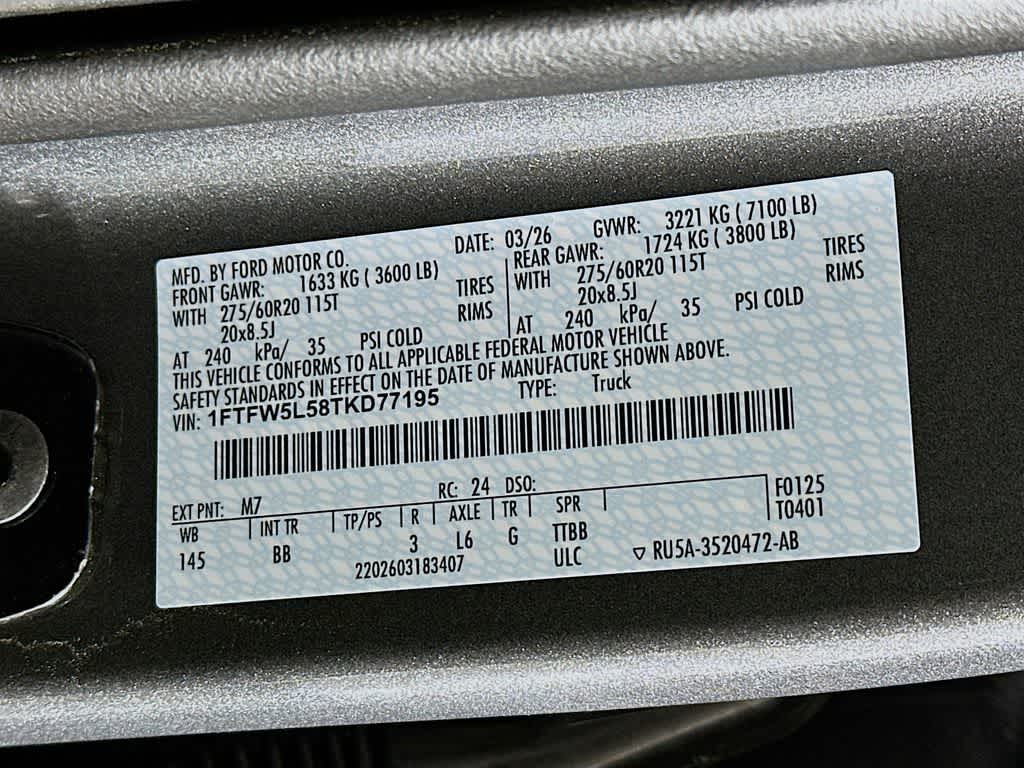 MFD. BY FORD MOTOR CO. DATE: 03/26 GVWR: 3221 KG ( 7100 LB)
FRONT GAWR: 1633 KG ( 3600 LB) REAR GAWR: 1724 KG ( 3800 LB)
WITH 275/60R20 115T TIRES WITH 275/60R20 115T TIRES
20x8.5J RIMS 20x8.5J RIMS
AT 240 kPa/ 35 PSI COLD AT 240 kPa/ 35 PSI COLD
THIS VEHICLE CONFORMS TO ALL APPLICABLE FEDERAL MOTOR VEHICLE
SAFETY STANDARDS IN EFFECT ON THE DATE OF MANUFACTURE SHOWN ABOVE.
VIN: 1FTFW5L58TKD77195 TYPE: Truck
EXT PNT: M7 RC: 24 DSO: F0125
WB INT TR TP/PS R AXLE TR SPR T0401
145 BB 3 L6 G TTBB
2202603183407 ULC ▽ RU5A-3520472-AB